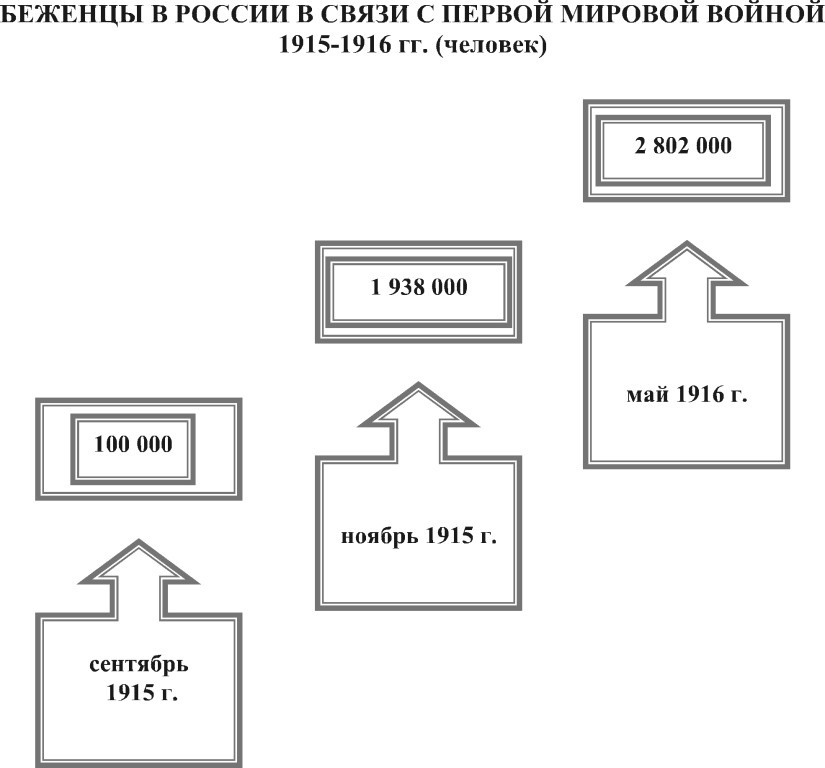 БЕЖЕНЦЫ В РОССИИ В СВЯЗИ С ПЕРВОЙ МИРОВОЙ ВОЙНОЙ
1915-1916 гг. (человек)
2 802 000
1 938 000
май 1916 г.
100 000
ноябрь 1915 г.
сентябрь
1915 г.